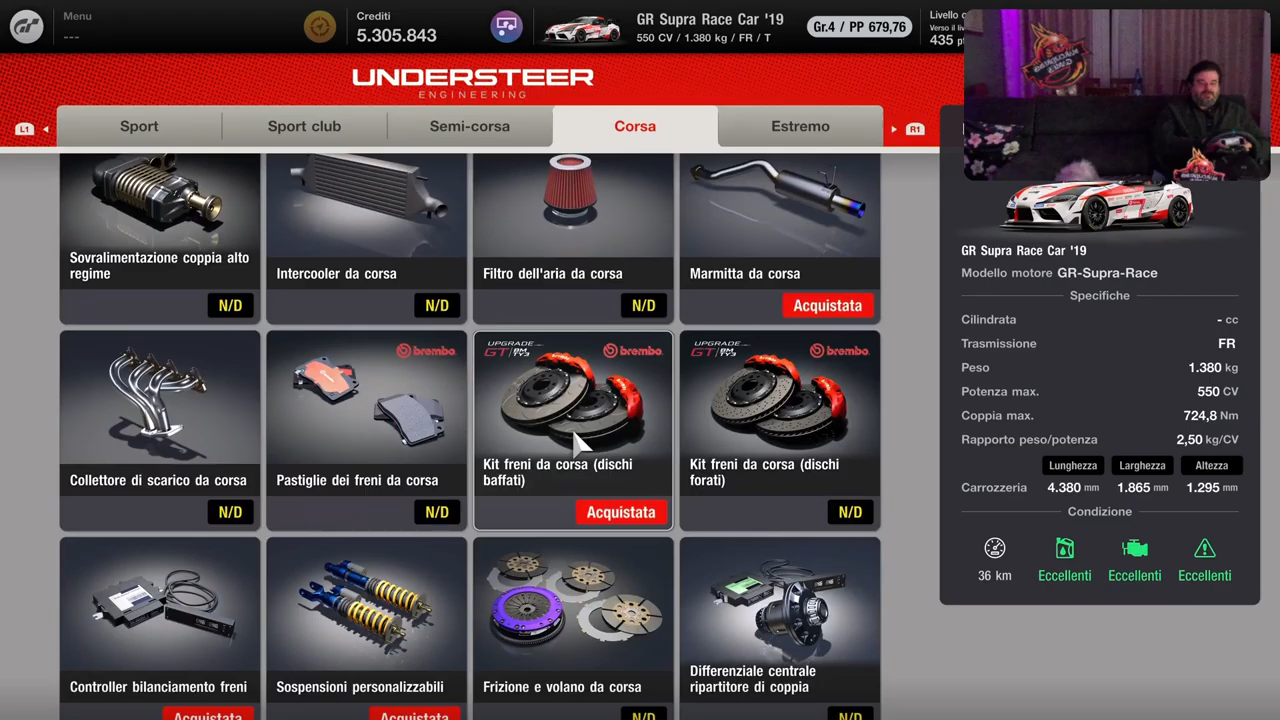 Menu
---
Crediti
5.305.843
GR Supra Race Car '19
550 CV / 1.380 kg / FR / T
Gr.4 / PP 679,76
Livello
Verso il
435
UNDERSTEER
ENGINEERING
L1
Sport
Sport club
Semi-corsa
Corsa
Estremo
R1
Sovralimentazione coppia alto
regime
N/D
Intercooler da corsa
N/D
Filtro dell'aria da corsa
N/D
Marmitta da corsa
Acquistata
Collettore di scarico da corsa
N/D
brembo
Pastiglie dei freni da corsa
N/D
UPGRADE
GT
brembo
Kit freni da corsa (dischi
baffati)
Acquistata
UPGRADE
GT
brembo
Kit freni da corsa (dischi
forati)
N/D
Controller bilanciamento freni
Acquistata
Sospensioni personalizzabili
Acquistata
Frizione e volano da corsa
N/D
Differenziale centrale
ripartitore di coppia
N/D
GR Supra Race Car '19
Modello motore GR-Supra-Race
Specifiche
Cilindrata - cc
Trasmissione FR
Peso 1.380 kg
Potenza max. 550 CV
Coppia max. 724,8 Nm
Rapporto peso/potenza 2,50 kg/CV
Lunghezza Larghezza Altezza
Carrozzeria 4.380 mm 1.865 mm 1.295 mm
Condizione
36 km Eccellenti Eccellenti Eccellenti